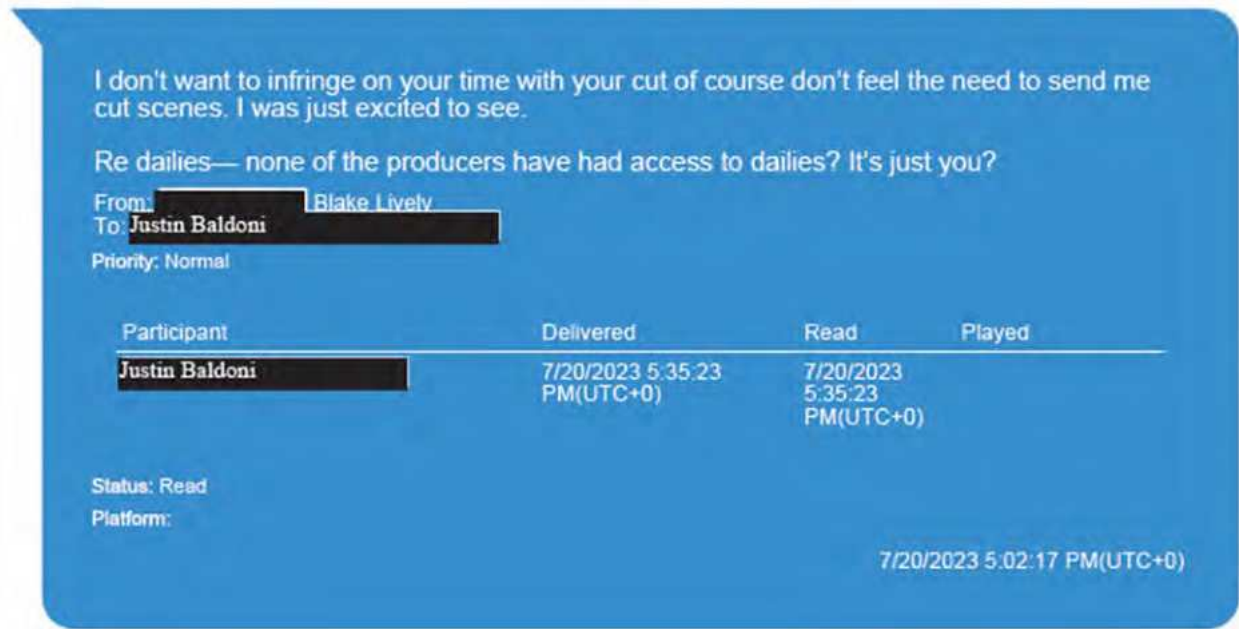 I don't want to infringe on your time with your cut of course don't feel the need to send me
cut scenes. I was just excited to see.
Re dailies— none of the producers have had access to dailies? It's just you?
From: Blake Lively
To: Justin Baldoni
Priority: Normal
Participant Delivered Read Played
Justin Baldoni 7/20/2023 5:35:23 7/20/2023
PM(UTC+0) 5:35:23
PM(UTC+0)
Status: Read
Platform:
7/20/2023 5:02:17 PM(UTC+0)